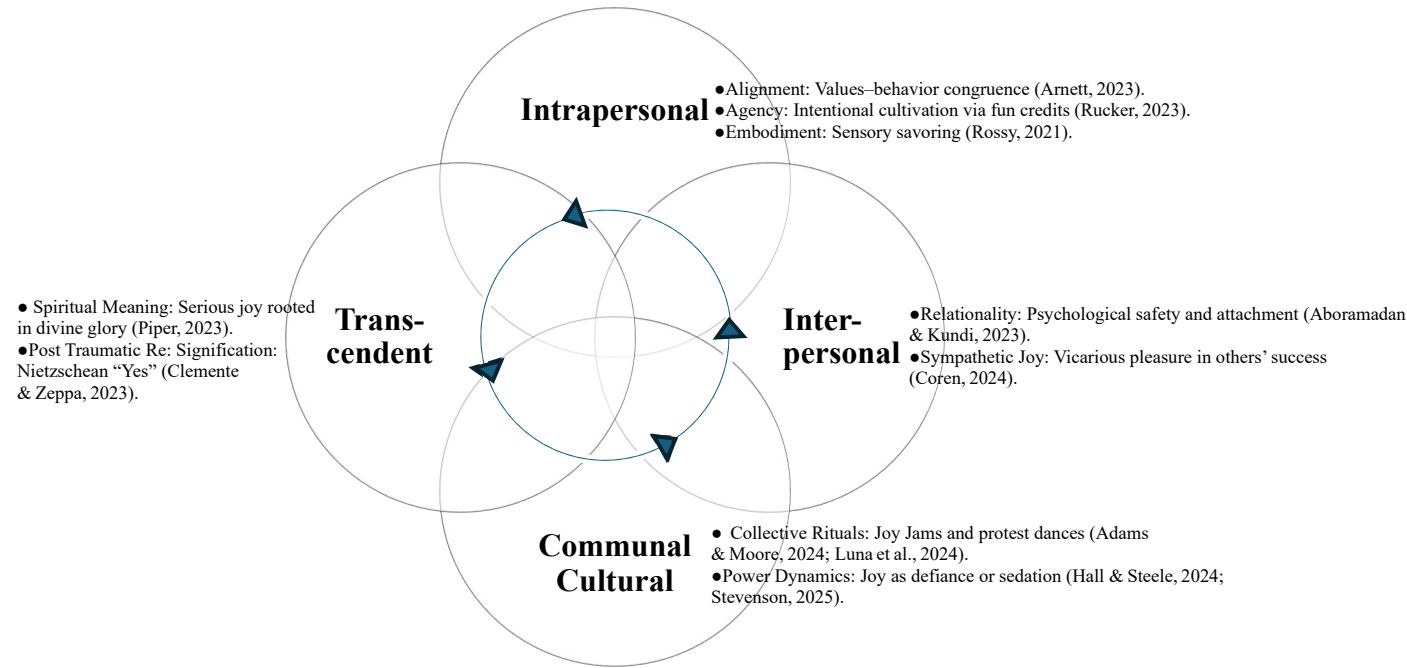 Intrapersonal
●Alignment: Values–behavior congruence (Arnett, 2023).
●Agency: Intentional cultivation via fun credits (Rucker, 2023).
●Embodiment: Sensory savoring (Rossy, 2021).
● Spiritual Meaning: Serious joy rooted
in divine glory (Piper, 2023).
●Post Traumatic Re: Signification:
Nietzschean “Yes” (Clemente
& Zeppa, 2023).
Trans-
cendent
Inter-
personal
●Relationality: Psychological safety and attachment (Aboramadan
& Kundi, 2023).
●Sympathetic Joy: Vicarious pleasure in others’ success
(Coren, 2024).
Communal
Cultural
● Collective Rituals: Joy Jams and protest dances (Adams
& Moore, 2024; Luna et al., 2024).
●Power Dynamics: Joy as defiance or sedation (Hall & Steele, 2024;
Stevenson, 2025).